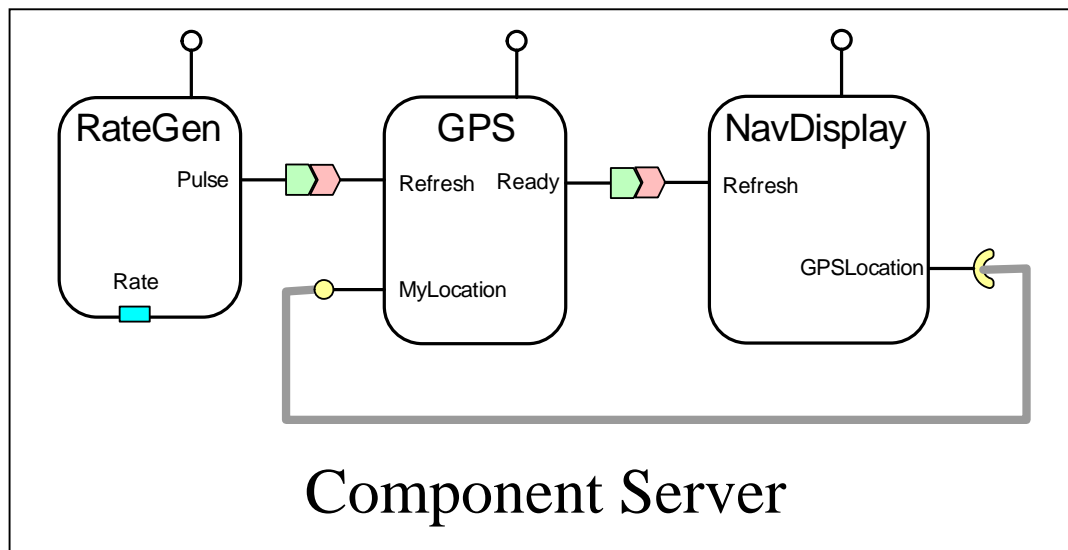 RateGen
GPS
NavDisplay
Pulse
Refresh
Ready
Refresh
GPSLocation
Rate
MyLocation
Component Server